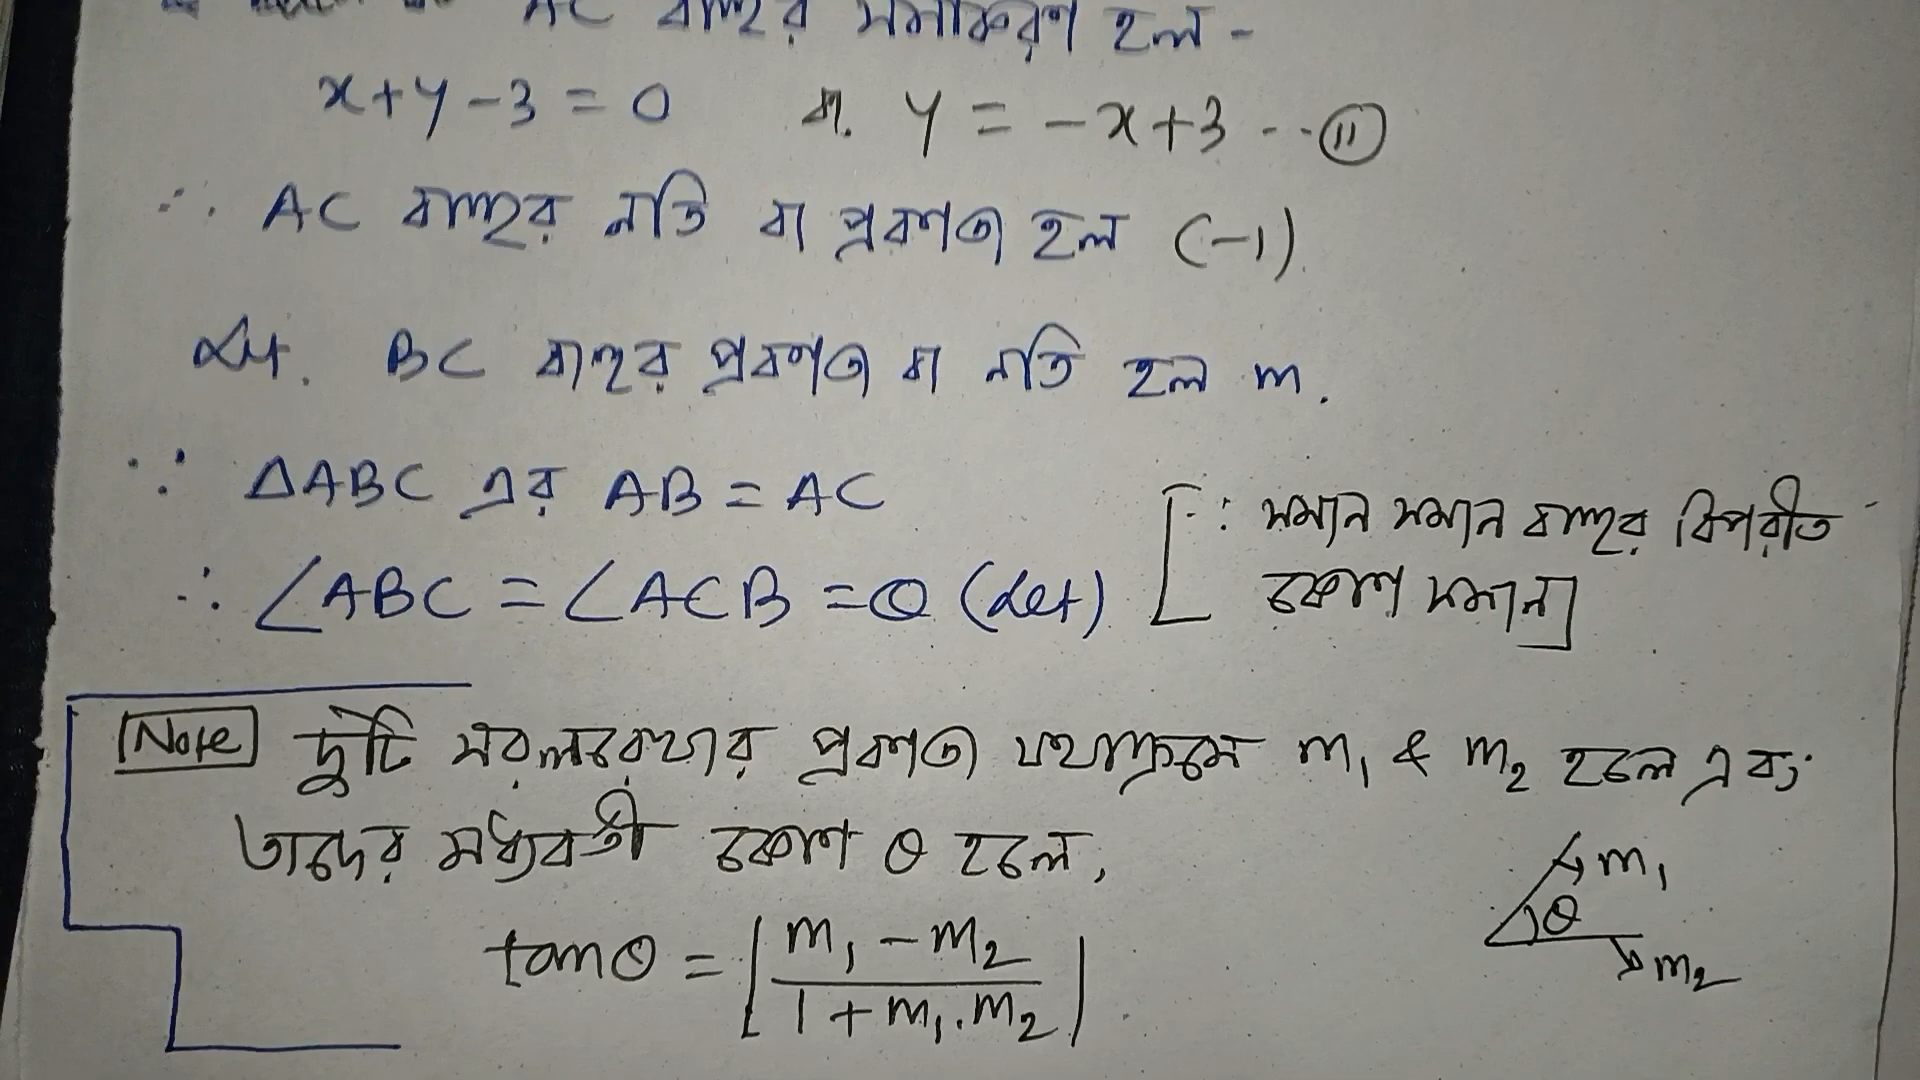 AC বাহুর সমীকরণ হল -
x+y-3=0 বা. y = -x+3 --- (ii)
∴ AC বাহুর নতি বা প্রবণতা হল (-1).
Let. BC বাহুর প্রবণতা বা নতি হল m.
∵ ΔABC এর AB = AC
[∵ সমান সমান বাহুর বিপরীত
∴ ∠ABC = ∠ACB = θ (let)
কোণ সমান]
Note দুটি সরলরেখার প্রবণতা যথাক্রমে m₁ & m₂ হলে এবং
তাদের মধ্যবর্তী কোণ θ হলে,
tanθ = |(m₁ - m₂)/(1 + m₁.m₂)|
m₁
θ
m₂